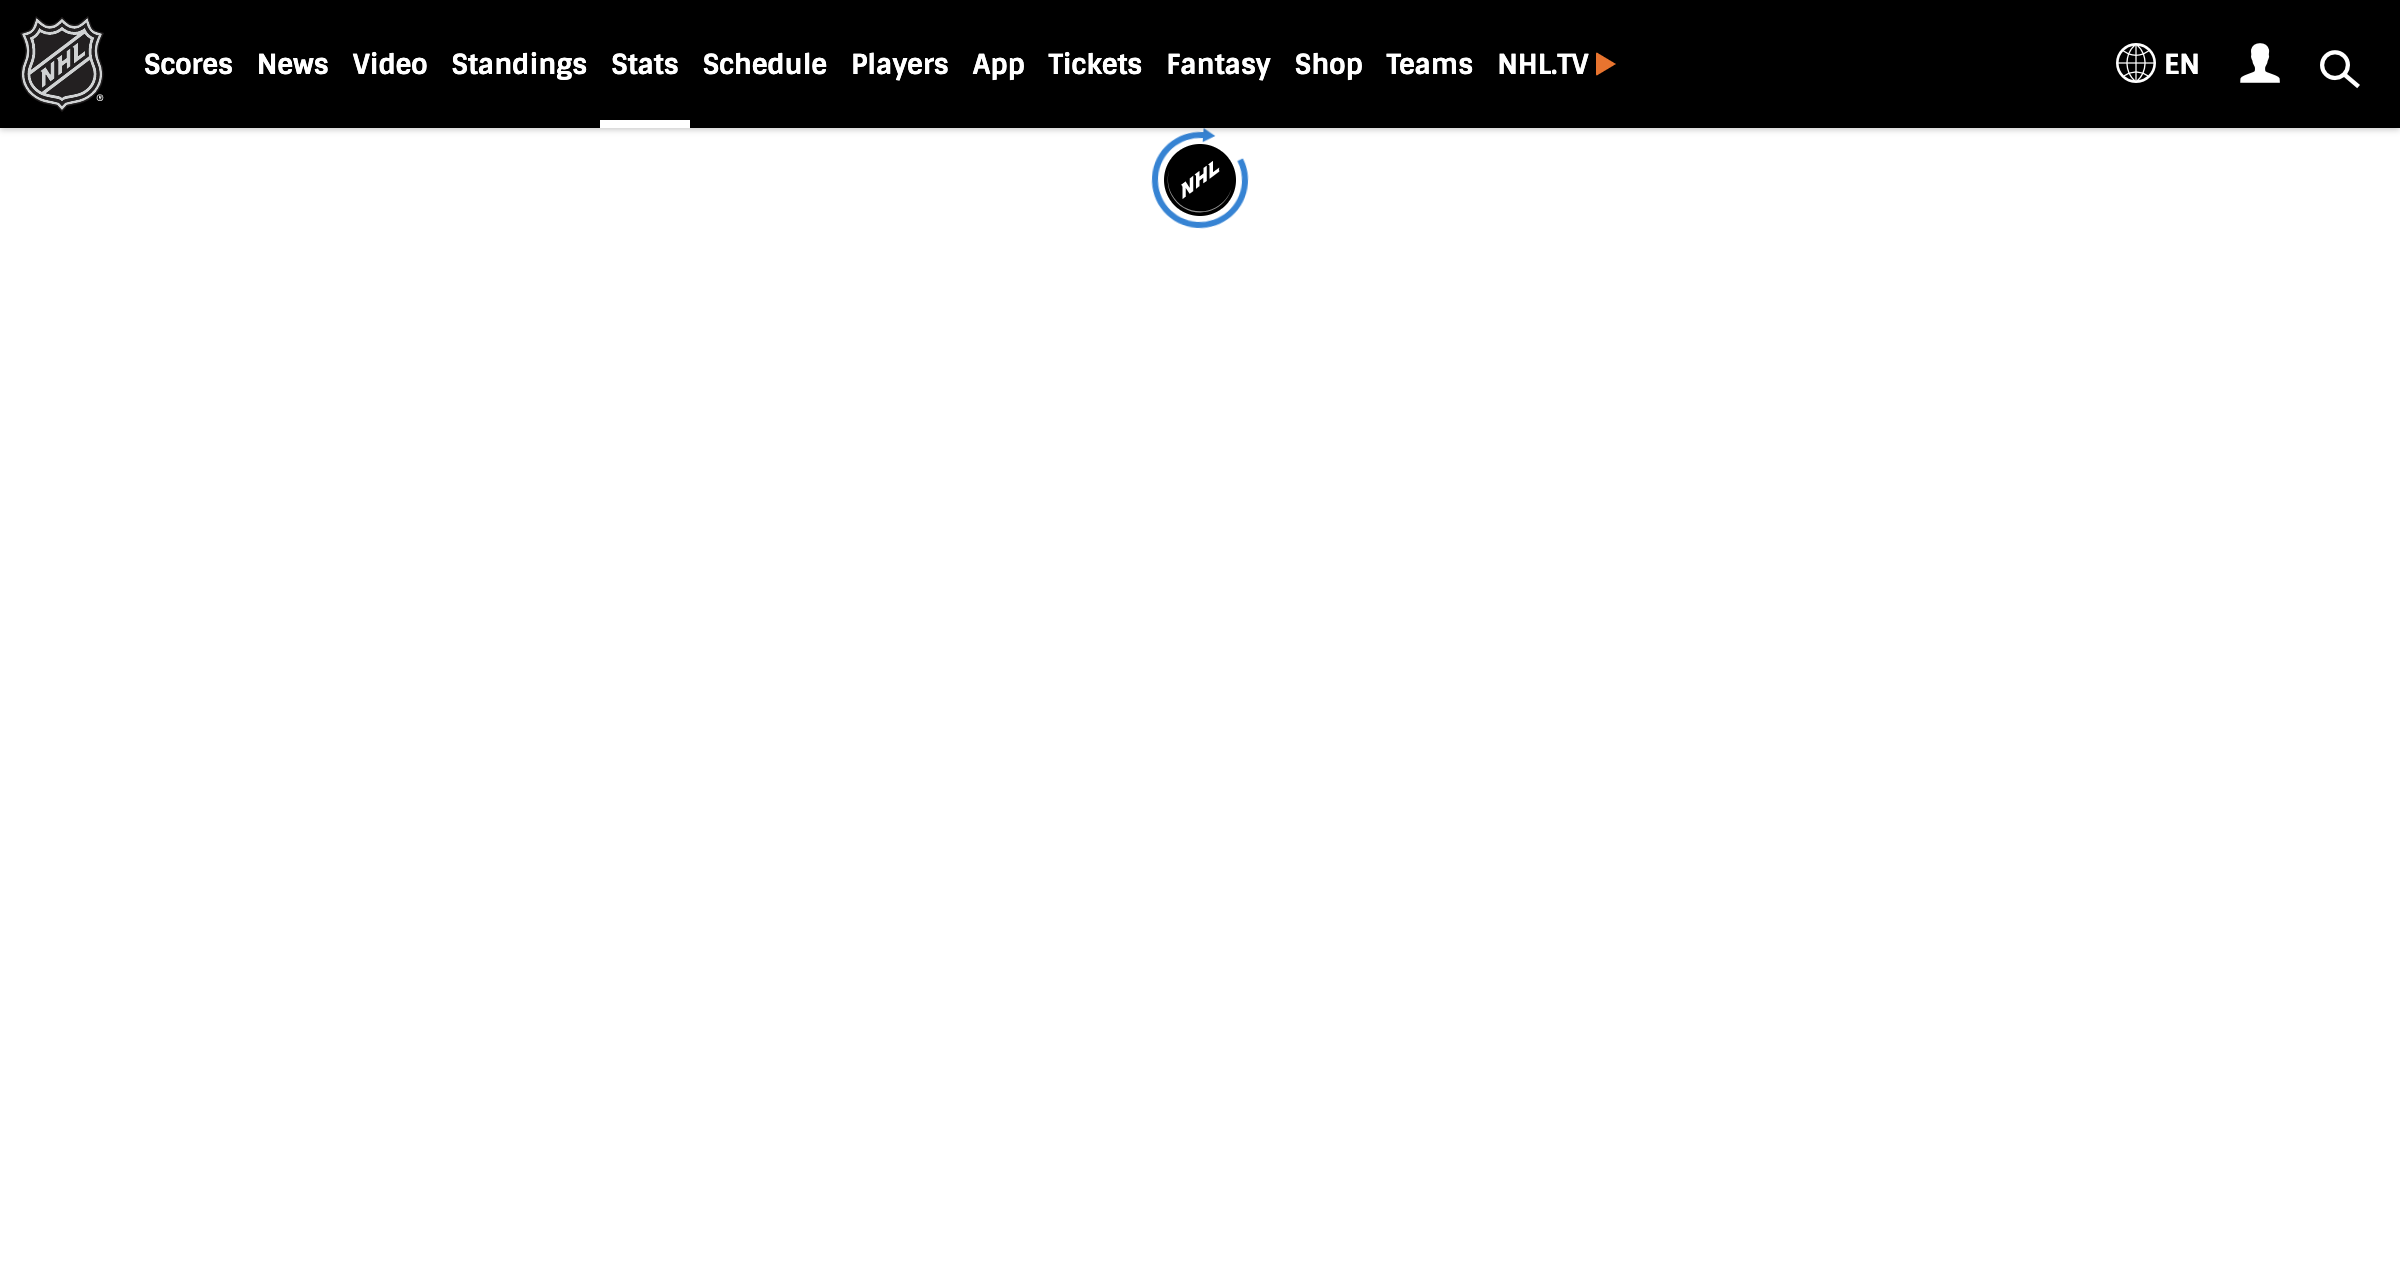 NHL
Scores News Video Standings Stats Schedule Players App Tickets Fantasy Shop Teams NHL.TV EN
NHL